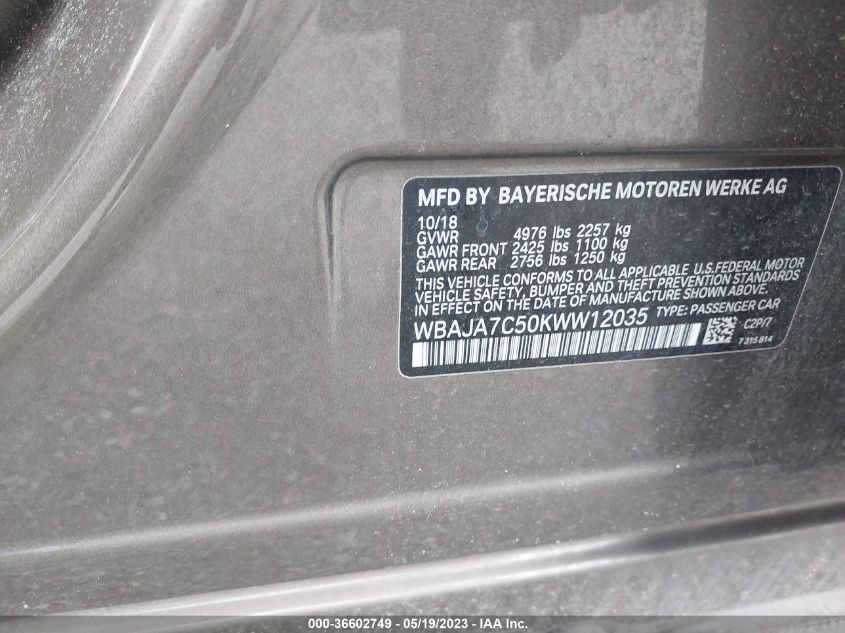 MFD BY BAYERISCHE MOTOREN WERKE AG
10/18
GVWR 4976 lbs 2257 kg
GAWR FRONT 2425 lbs 1100 kg
GAWR REAR 2756 lbs 1250 kg
THIS VEHICLE CONFORMS TO ALL APPLICABLE U.S.FEDERAL MOTOR
VEHICLE SAFETY, BUMPER AND THEFT PREVENTION STANDARDS
IN EFFECT ON THE DATE OF MANUFACTURE SHOWN ABOVE.
WBAJA7C50KWW12035 TYPE: PASSENGER CAR
C2P/7
7315814
000-36602749 - 05/19/2023 - © IAA Inc.